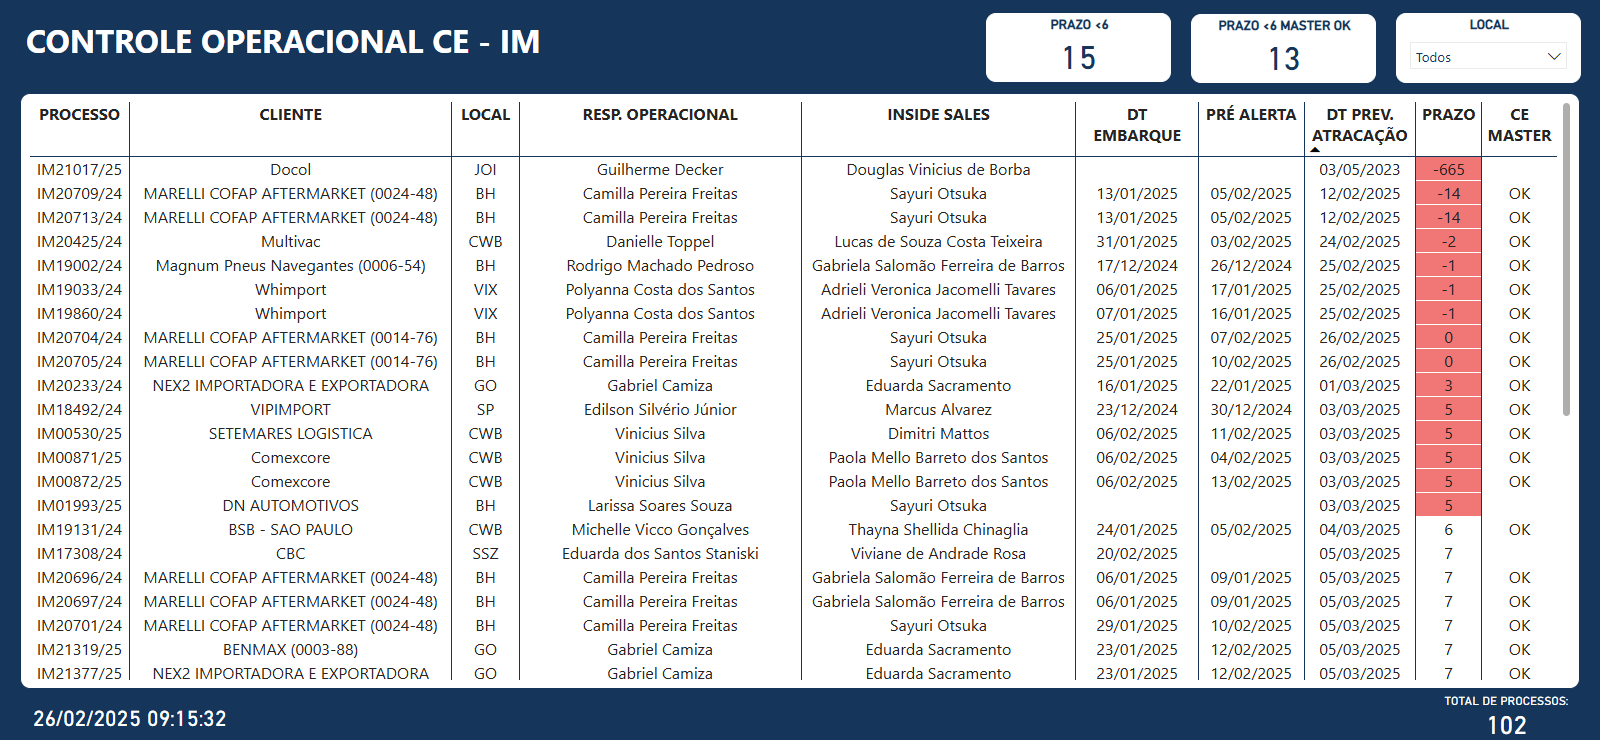 CONTROLE OPERACIONAL CE - IM
PRAZO <6
15
PRAZO <6 MASTER OK
13
LOCAL
Todos
PROCESSO CLIENTE LOCAL RESP. OPERACIONAL INSIDE SALES DT EMBARQUE PRÉ ALERTA DT PREV. ATRACAÇÃO PRAZO CE MASTER
IM21017/25 Docol JOI Guilherme Decker Douglas Vinicius de Borba 03/05/2023 -665
IM20709/24 MARELLI COFAP AFTERMARKET (0024-48) BH Camilla Pereira Freitas Sayuri Otsuka 13/01/2025 05/02/2025 12/02/2025 -14 OK
IM20713/24 MARELLI COFAP AFTERMARKET (0024-48) BH Camilla Pereira Freitas Sayuri Otsuka 13/01/2025 05/02/2025 12/02/2025 -14 OK
IM20425/24 Multivac CWB Danielle Toppel Lucas de Souza Costa Teixeira 31/01/2025 03/02/2025 24/02/2025 -2 OK
IM19002/24 Magnum Pneus Navegantes (0006-54) BH Rodrigo Machado Pedroso Gabriela Salomão Ferreira de Barros 17/12/2024 26/12/2024 25/02/2025 -1 OK
IM19033/24 Whimport VIX Polyanna Costa dos Santos Adrieli Veronica Jacomelli Tavares 06/01/2025 17/01/2025 25/02/2025 -1 OK
IM19860/24 Whimport VIX Polyanna Costa dos Santos Adrieli Veronica Jacomelli Tavares 07/01/2025 16/01/2025 25/02/2025 -1 OK
IM20704/24 MARELLI COFAP AFTERMARKET (0014-76) BH Camilla Pereira Freitas Sayuri Otsuka 25/01/2025 07/02/2025 26/02/2025 0 OK
IM20705/24 MARELLI COFAP AFTERMARKET (0014-76) BH Camilla Pereira Freitas Sayuri Otsuka 25/01/2025 10/02/2025 26/02/2025 0 OK
IM20233/24 NEX2 IMPORTADORA E EXPORTADORA GO Gabriel Camiza Eduarda Sacramento 16/01/2025 22/01/2025 01/03/2025 3 OK
IM18492/24 VIPIMPORT SP Edilson Silvério Júnior Marcus Alvarez 23/12/2024 30/12/2024 03/03/2025 5 OK
IM00530/25 SETEMARES LOGISTICA CWB Vinicius Silva Dimitri Mattos 06/02/2025 11/02/2025 03/03/2025 5 OK
IM00871/25 Comexcore CWB Vinicius Silva Paola Mello Barreto dos Santos 06/02/2025 04/02/2025 03/03/2025 5 OK
IM00872/25 Comexcore CWB Vinicius Silva Paola Mello Barreto dos Santos 06/02/2025 13/02/2025 03/03/2025 5 OK
IM01993/25 DN AUTOMOTIVOS BH Larissa Soares Souza Sayuri Otsuka 03/03/2025 5
IM19131/24 BSB - SAO PAULO CWB Michelle Vicco Gonçalves Thayna Shellida Chinaglia 24/01/2025 05/02/2025 04/03/2025 6 OK
IM17308/24 CBC SSZ Eduarda dos Santos Staniski Viviane de Andrade Rosa 20/02/2025 05/03/2025 7
IM20696/24 MARELLI COFAP AFTERMARKET (0024-48) BH Camilla Pereira Freitas Gabriela Salomão Ferreira de Barros 06/01/2025 09/01/2025 05/03/2025 7 OK
IM20697/24 MARELLI COFAP AFTERMARKET (0024-48) BH Camilla Pereira Freitas Gabriela Salomão Ferreira de Barros 06/01/2025 09/01/2025 05/03/2025 7 OK
IM20701/24 MARELLI COFAP AFTERMARKET (0024-48) BH Camilla Pereira Freitas Sayuri Otsuka 29/01/2025 10/02/2025 05/03/2025 7 OK
IM21319/25 BENMAX (0003-88) GO Gabriel Camiza Eduarda Sacramento 23/01/2025 12/02/2025 05/03/2025 7 OK
IM21377/25 NEX2 IMPORTADORA E EXPORTADORA GO Gabriel Camiza Eduarda Sacramento 23/01/2025 12/02/2025 05/03/2025 7 OK
26/02/2025 09:15:32
TOTAL DE PROCESSOS:
102